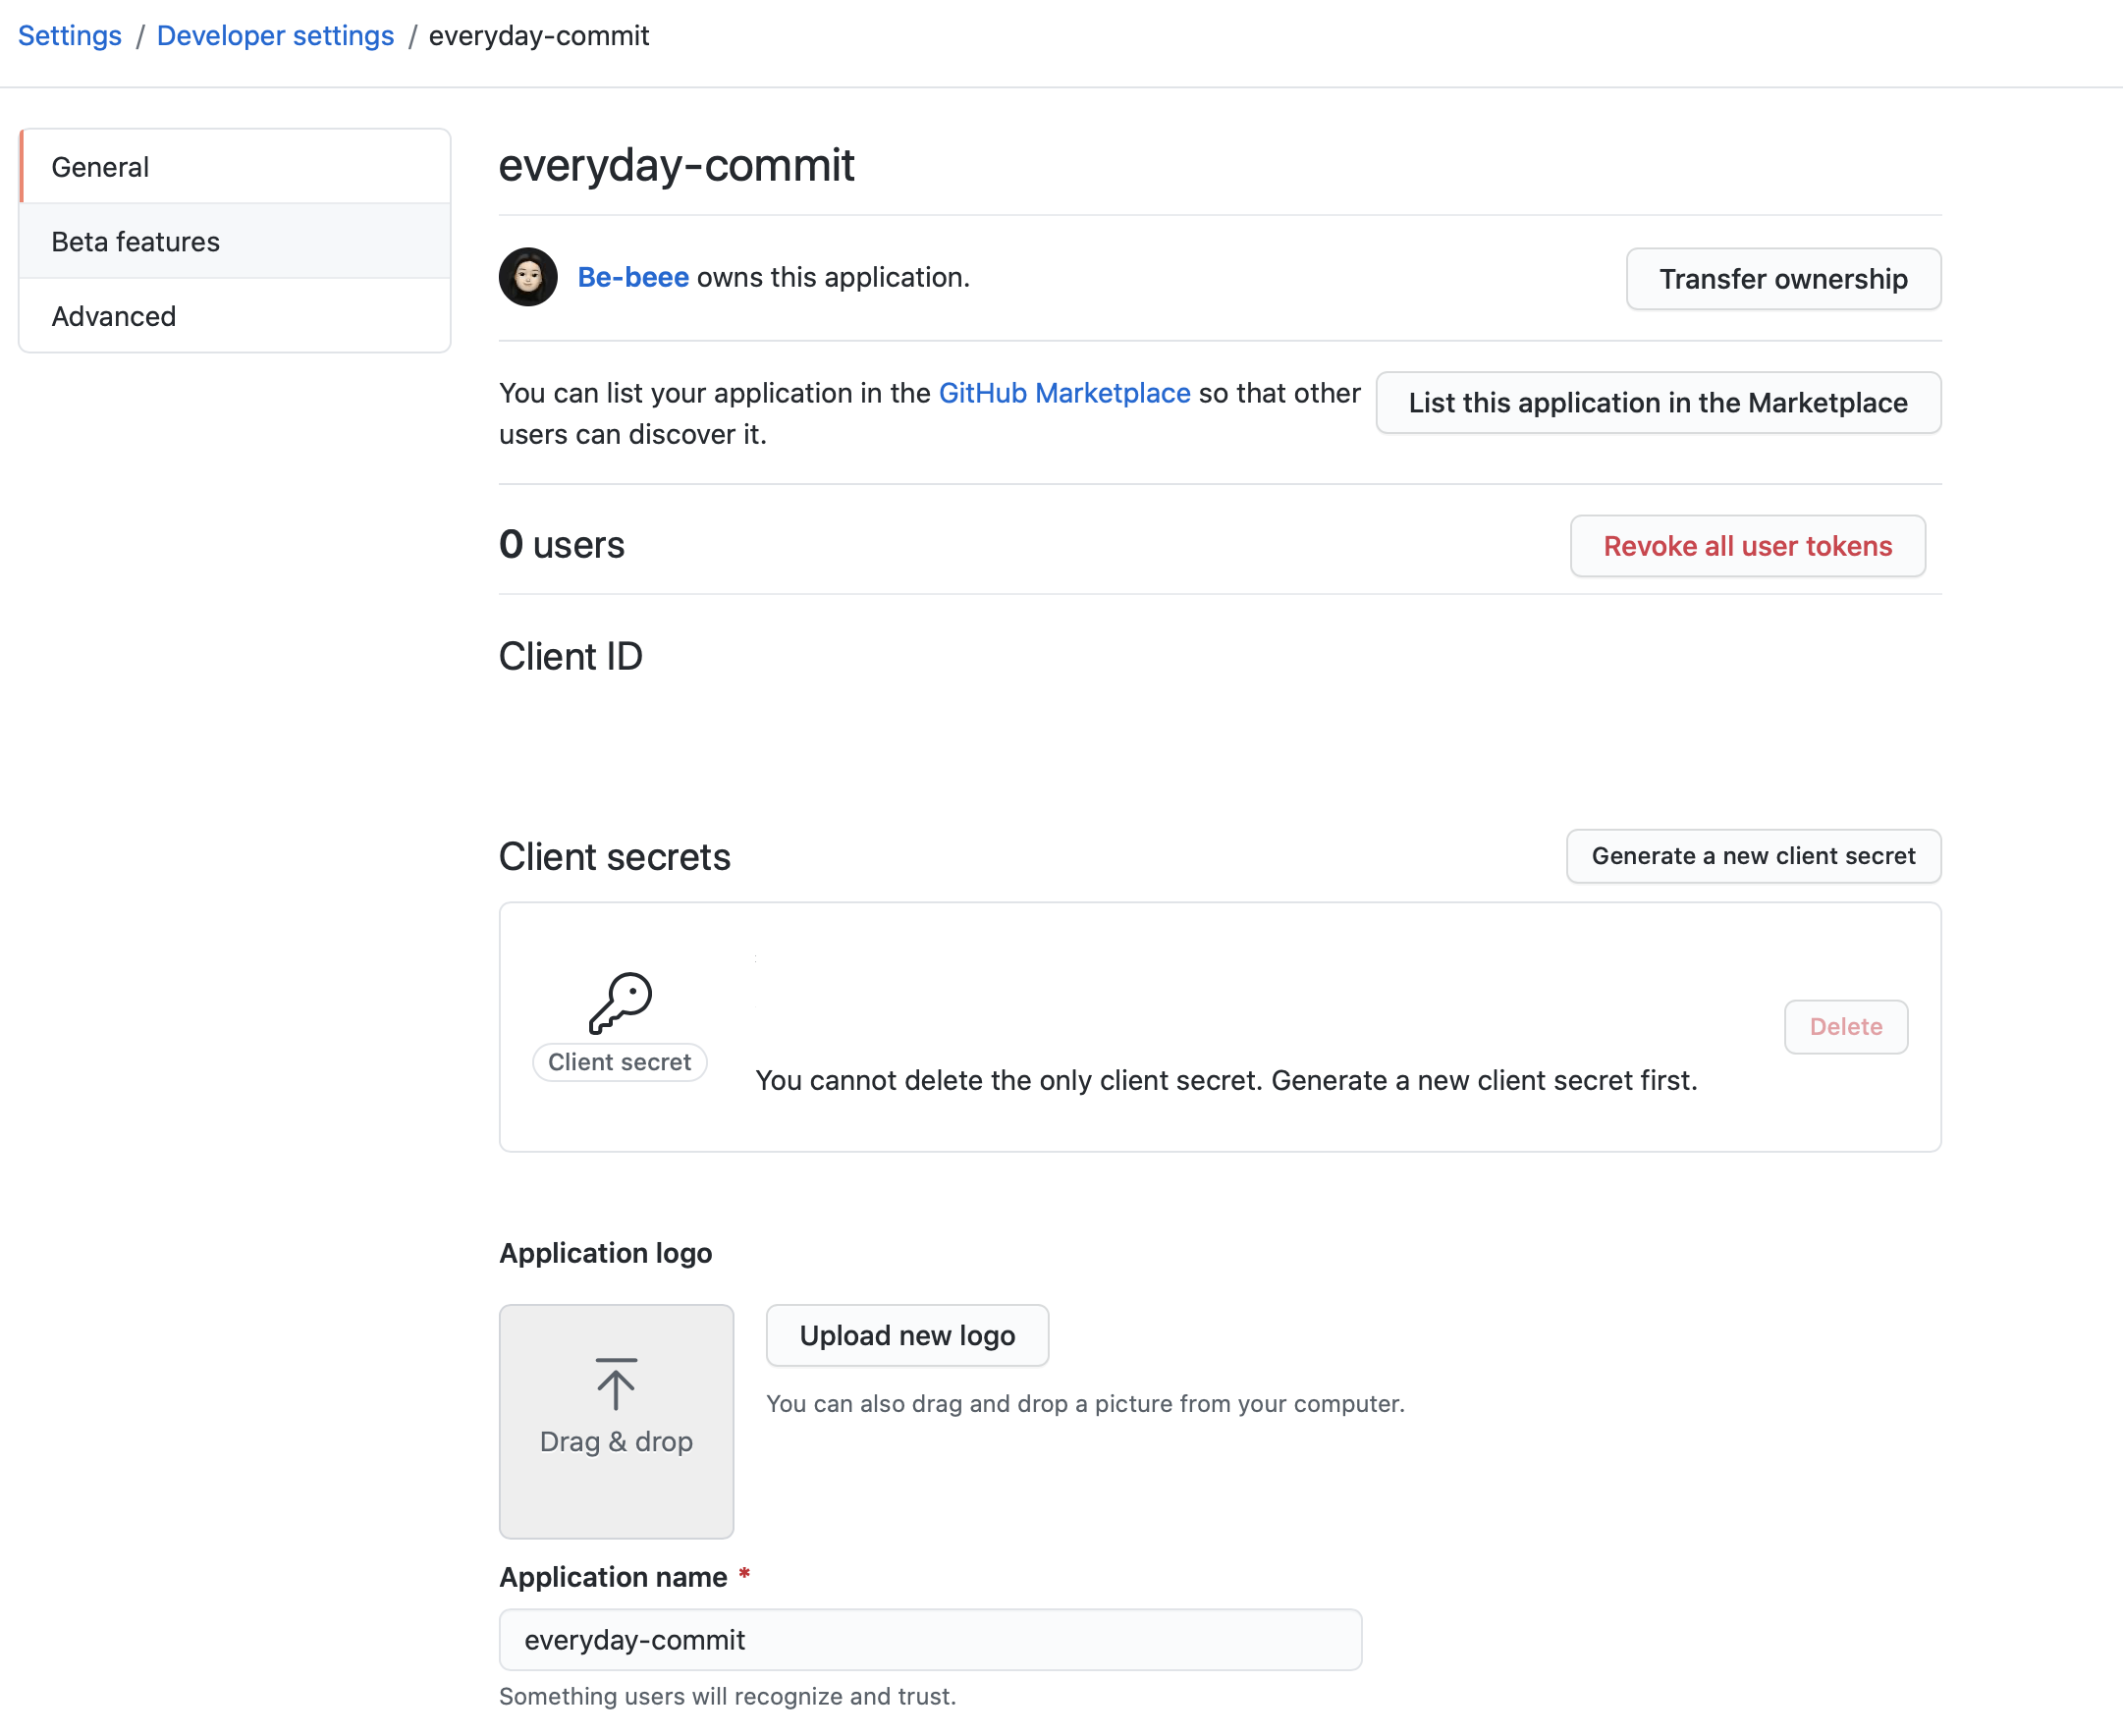 Settings / Developer settings / everyday-commit
General
Beta features
Advanced
everyday-commit
Be-beee owns this application.
Transfer ownership
You can list your application in the GitHub Marketplace so that other
users can discover it.
List this application in the Marketplace
0 users
Revoke all user tokens
Client ID
Client secrets
Generate a new client secret
Client secret
You cannot delete the only client secret. Generate a new client secret first.
Delete
Application logo
Drag & drop
Upload new logo
You can also drag and drop a picture from your computer.
Application name *
everyday-commit
Something users will recognize and trust.